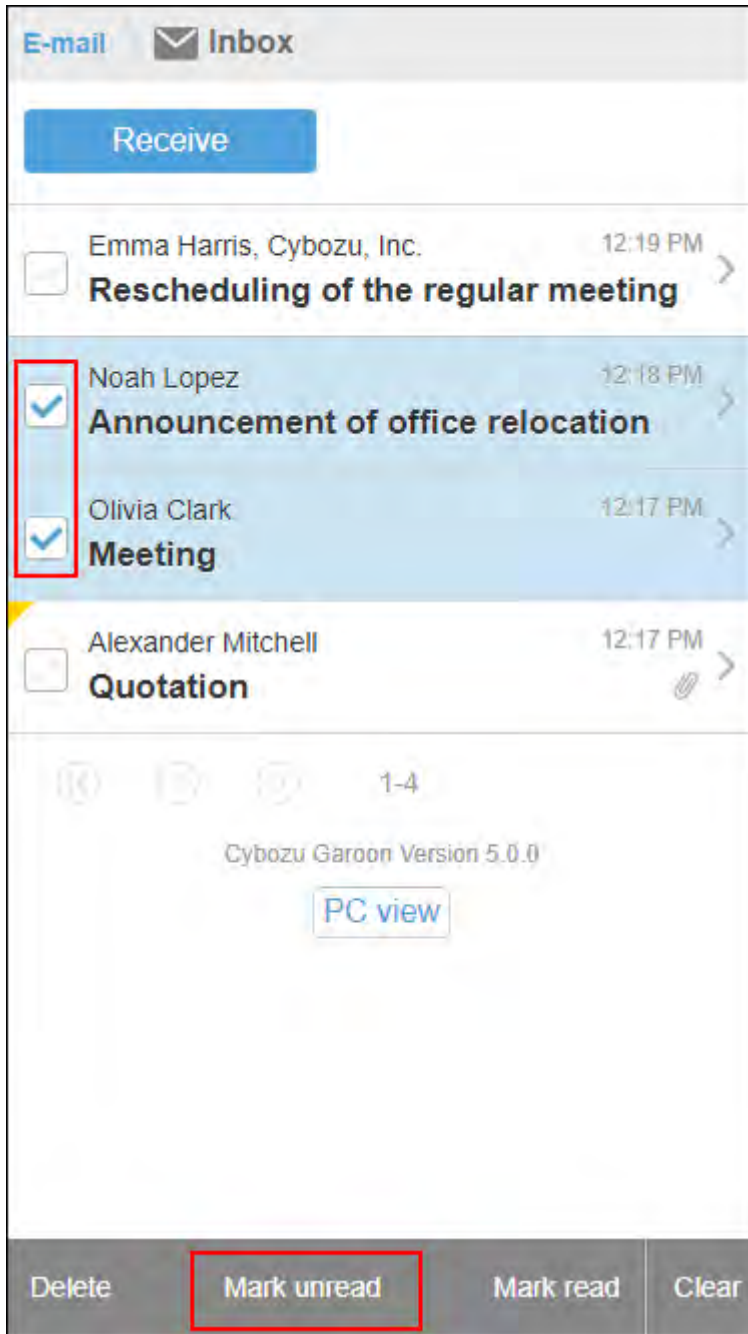 E-mail Inbox
Receive
Emma Harris, Cybozu, Inc. 12:19 PM
Rescheduling of the regular meeting
Noah Lopez 12:18 PM
Announcement of office relocation
Olivia Clark 12:17 PM
Meeting
Alexander Mitchell 12:17 PM
Quotation
1-4
Cybozu Garoon Version 5.0.0
PC view
Delete Mark unread Mark read Clear